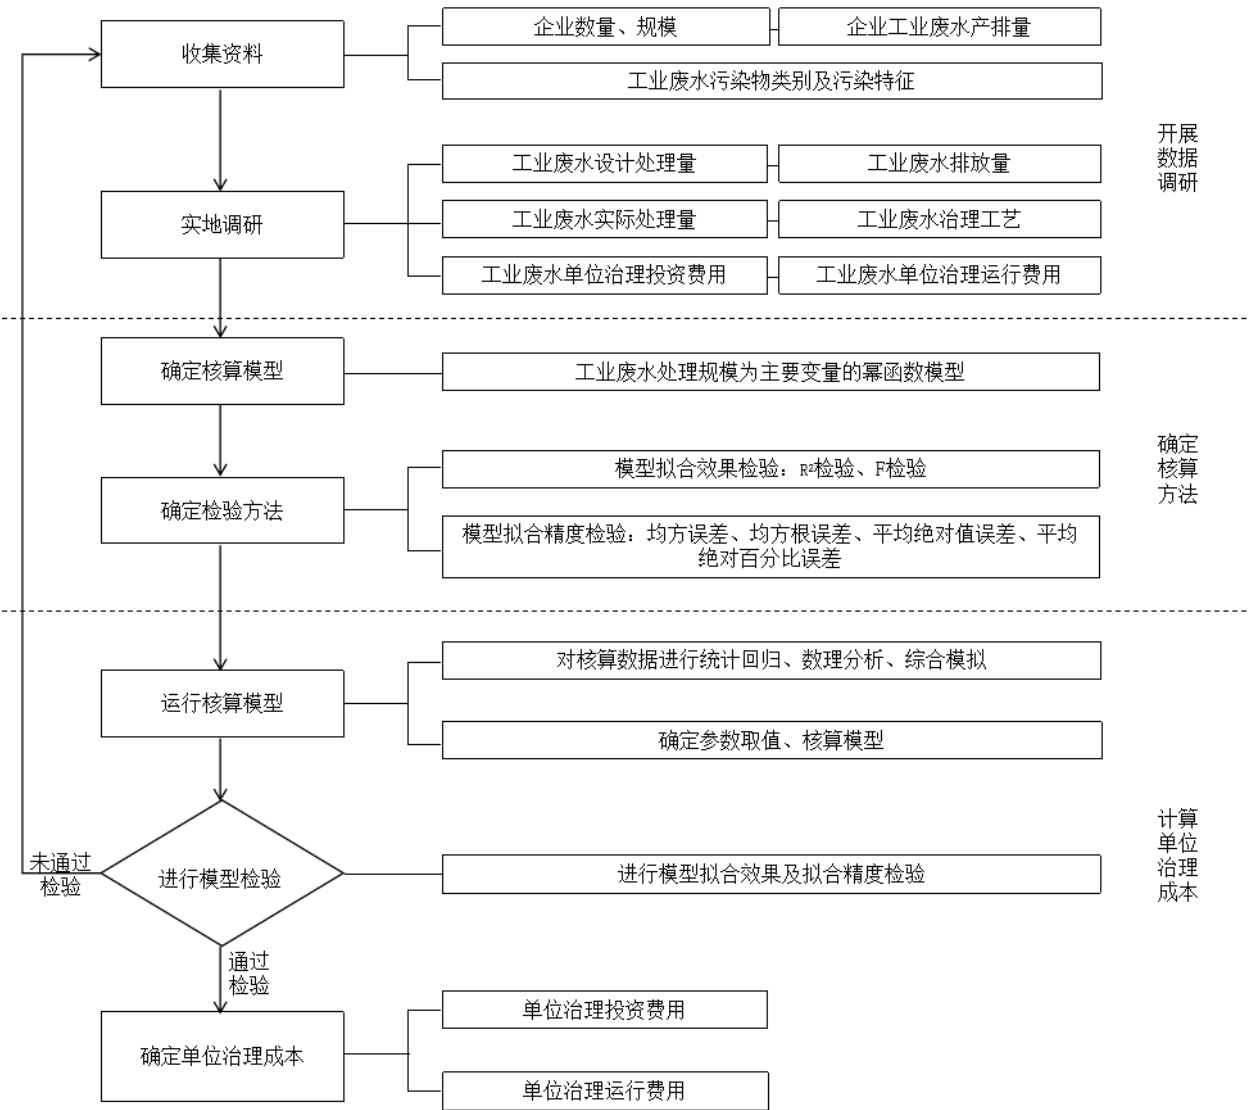 收集资料
企业数量、规模
企业工业废水产排量
工业废水污染物类别及污染特征
开展
数据
调研
实地调研
工业废水设计处理量
工业废水排放量
工业废水实际处理量
工业废水治理工艺
工业废水单位治理投资费用
工业废水单位治理运行费用
确定核算模型
工业废水处理规模为主要变量的幂函数模型
确定
核算
方法
确定检验方法
模型拟合效果检验：R²检验、F检验
模型拟合精度检验：均方误差、均方根误差、平均绝对值误差、平均
绝对百分比误差
运行核算模型
对核算数据进行统计回归、数理分析、综合模拟
确定参数取值、核算模型
计算
单位
治理
成本
未通过
检验
进行模型检验
进行模型拟合效果及拟合精度检验
通过
检验
确定单位治理成本
单位治理投资费用
单位治理运行费用